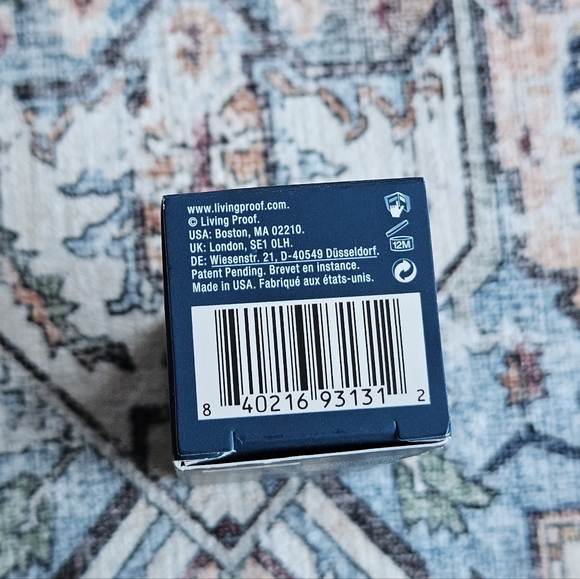 www.livingproof.com.
© Living Proof.
USA: Boston, MA 02210.
UK: London, SE1 0LH.
DE: Wiesenstr. 21, D-40549 Düsseldorf.
Patent Pending. Brevet en instance.
Made in USA. Fabriqué aux états-unis.
12M
8 40216 93131 2